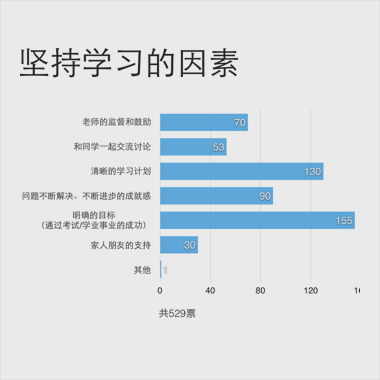 坚持学习的因素
老师的监督和鼓励
70
和同学一起交流讨论
53
清晰的学习计划
130
问题不断解决、不断进步的成就感
90
明确的目标
（通过考试/学业事业的成功）
155
家人朋友的支持
30
其他
0 40 80 120
共529票